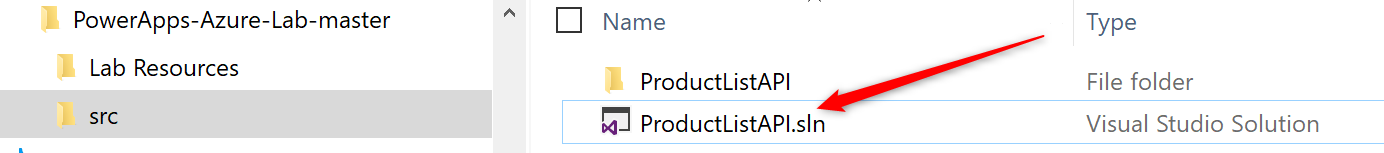 PowerApps-Azure-Lab-master
Lab Resources
src
Name Type
ProductListAPI File folder
ProductListAPI.sln Visual Studio Solution